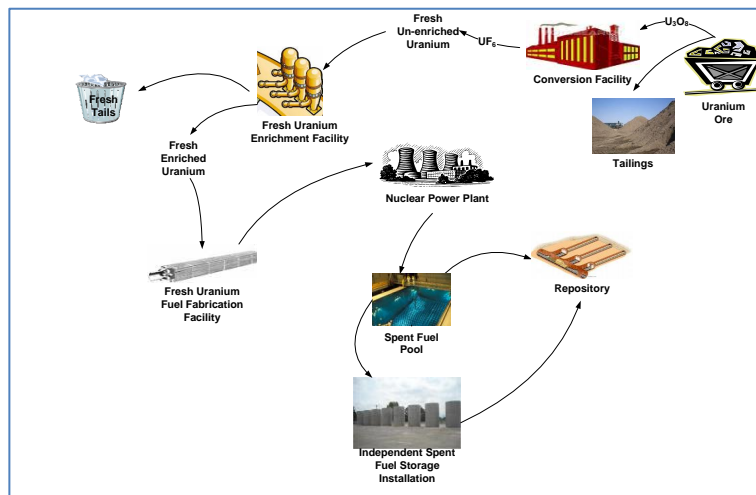 Fresh
Un-enriched
Uranium
UF₆
U₃O₈
Conversion Facility
Uranium
Ore
Tailings
Fresh
Tails
Fresh Uranium
Enrichment Facility
Fresh
Enriched
Uranium
Nuclear Power Plant
Fresh Uranium
Fuel Fabrication
Facility
Repository
Spent Fuel
Pool
Independent Spent
Fuel Storage
Installation